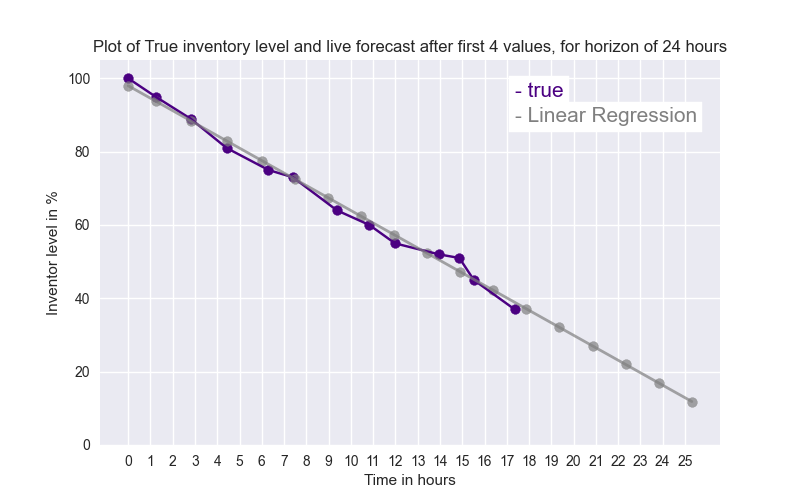 Plot of True inventory level and live forecast after first 4 values, for horizon of 24 hours
- true
- Linear Regression
100
80
60
40
20
0
Inventor level in %
0 1 2 3 4 5 6 7 8 9 10 11 12 13 14 15 16 17 18 19 20 21 22 23 24 25
Time in hours